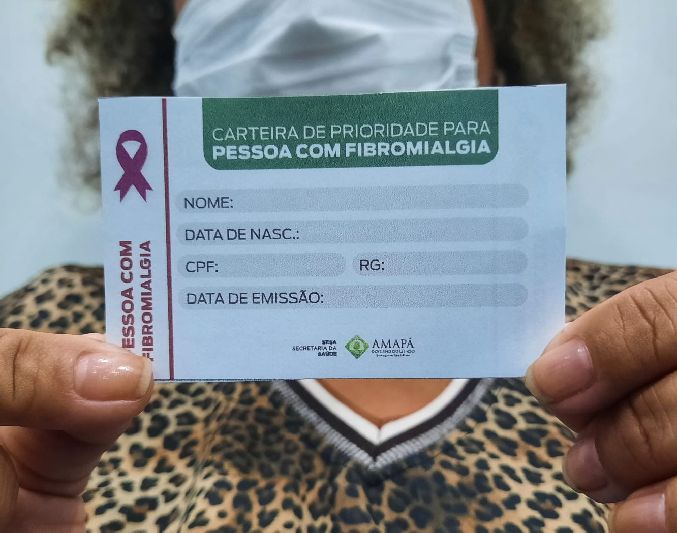 CARTEIRA DE PRIORIDADE PARA
PESSOA COM FIBROMIALGIA
NOME:
DATA DE NASC.:
CPF:
RG:
DATA DE EMISSÃO:
PESSOA COM
FIBROMIALGIA
SESA
SECRETARIA DA
SAÚDE
AMAPÁ